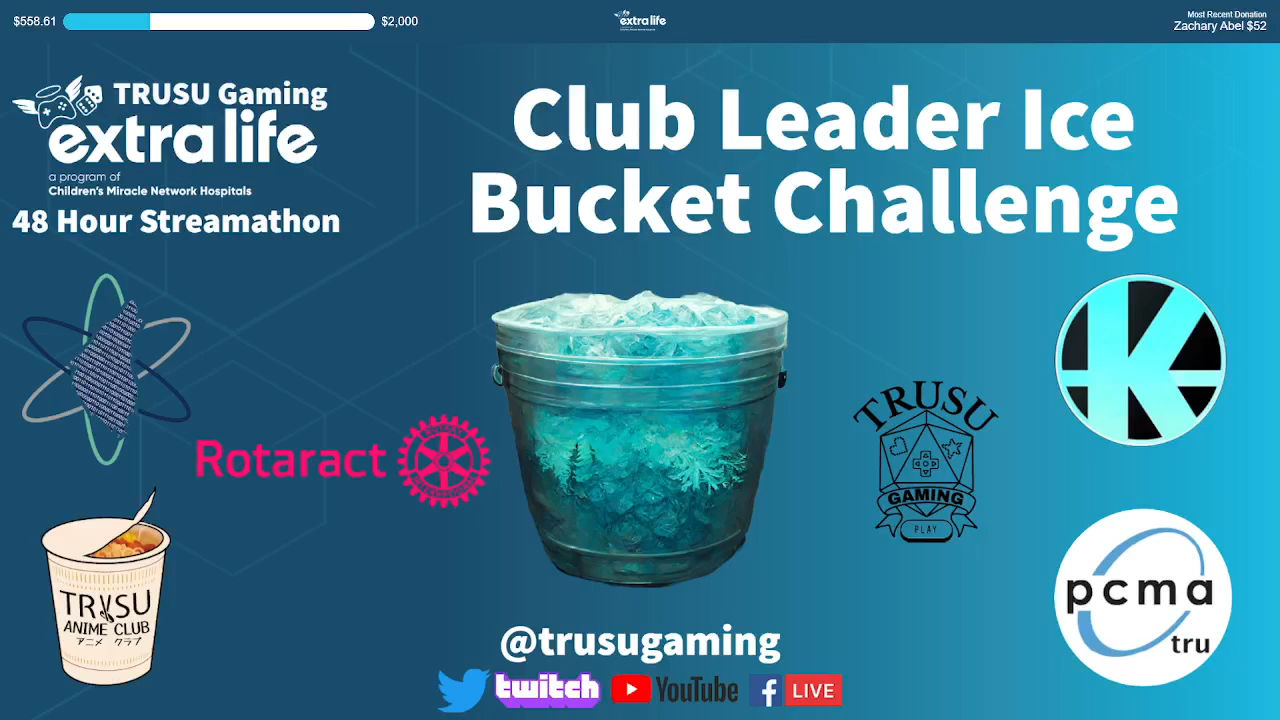 $558.61
$2,000
extra life
Most Recent Donation
Zachary Abel $52
TRUSU Gaming
extra life
a program of
Children's Miracle Network Hospitals
48 Hour Streamathon
Club Leader Ice
Bucket Challenge
Rotaract
K
TRUSU
GAMING
PLAY
TRUSU
ANIME CLUB
アニメ クラブ
pcma
tru
@trusugaming
twitch
YouTube
f LIVE